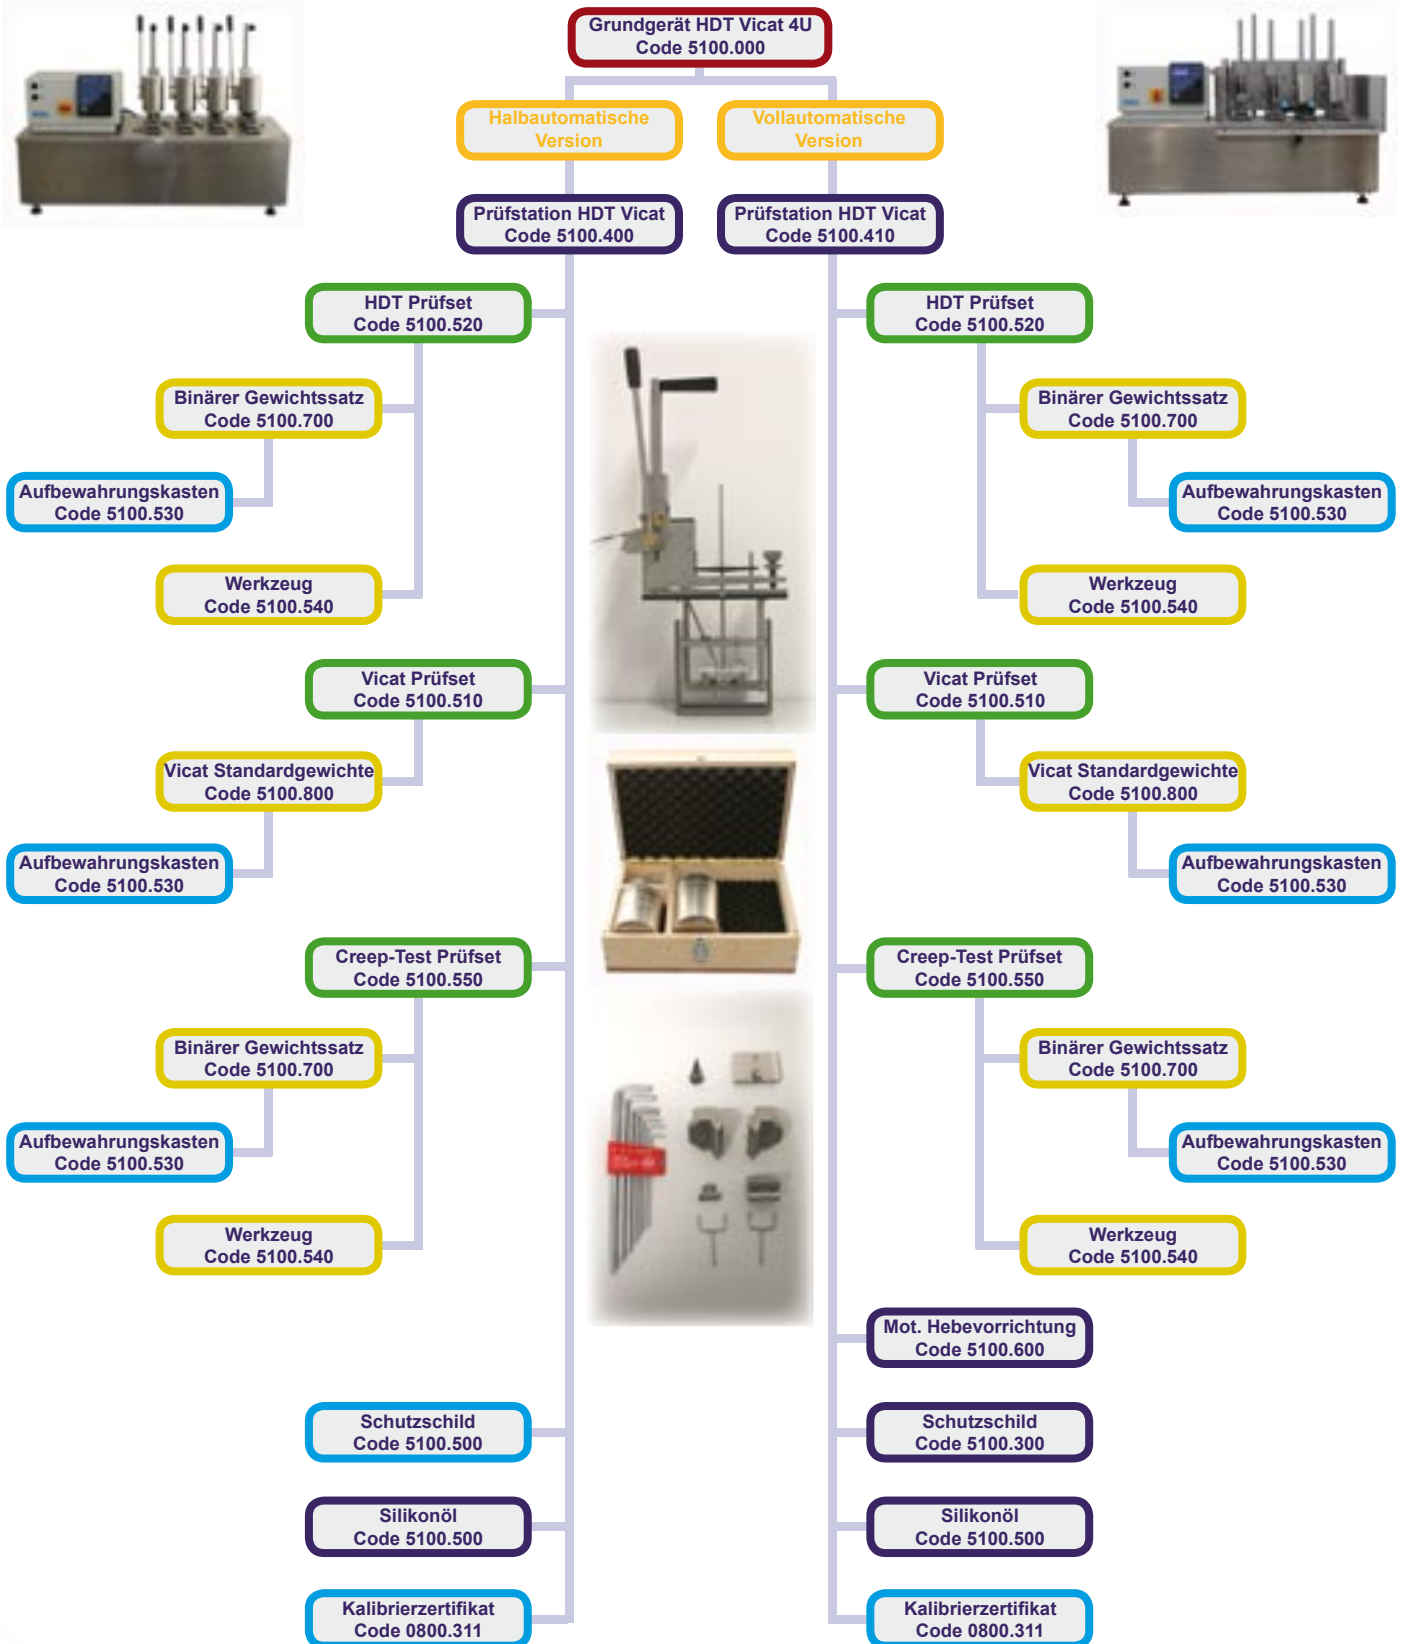 Grundgerät HDT Vicat 4U
Code 5100.000
Halbautomatische
Version
Vollautomatische
Version
Prüfstation HDT Vicat
Code 5100.400
Prüfstation HDT Vicat
Code 5100.410
HDT Prüfset
Code 5100.520
HDT Prüfset
Code 5100.520
Binärer Gewichtssatz
Code 5100.700
Binärer Gewichtssatz
Code 5100.700
Aufbewahrungskasten
Code 5100.530
Aufbewahrungskasten
Code 5100.530
Werkzeug
Code 5100.540
Werkzeug
Code 5100.540
Vicat Prüfset
Code 5100.510
Vicat Prüfset
Code 5100.510
Vicat Standardgewichte
Code 5100.800
Vicat Standardgewichte
Code 5100.800
Aufbewahrungskasten
Code 5100.530
Aufbewahrungskasten
Code 5100.530
Creep-Test Prüfset
Code 5100.550
Creep-Test Prüfset
Code 5100.550
Binärer Gewichtssatz
Code 5100.700
Binärer Gewichtssatz
Code 5100.700
Aufbewahrungskasten
Code 5100.530
Aufbewahrungskasten
Code 5100.530
Werkzeug
Code 5100.540
Werkzeug
Code 5100.540
Mot. Hebevorrichtung
Code 5100.600
Schutzschild
Code 5100.500
Schutzschild
Code 5100.300
Silikonöl
Code 5100.500
Silikonöl
Code 5100.500
Kalibrierzertifikat
Code 0800.311
Kalibrierzertifikat
Code 0800.311